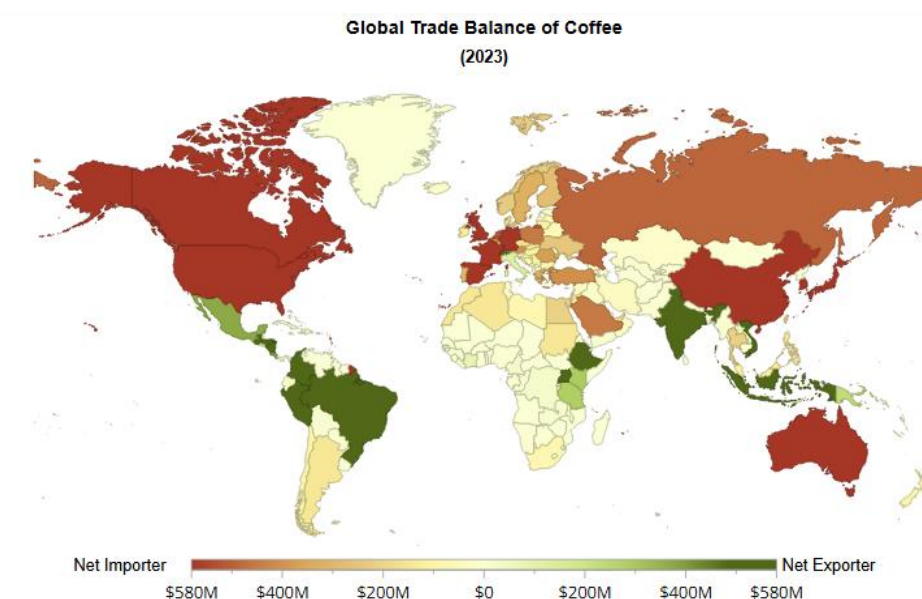 Global Trade Balance of Coffee
(2023)
Net Importer
Net Exporter
$580M $400M $200M $0 $200M $400M $580M